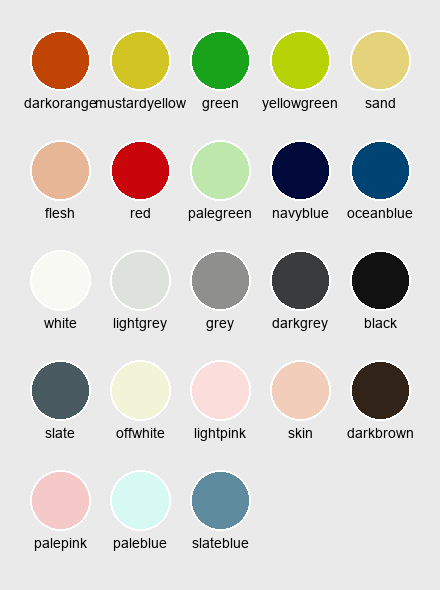 darkorange mustardyellow green yellowgreen sand
flesh red palegreen navyblue oceanblue
white lightgrey grey darkgrey black
slate offwhite lightpink skin darkbrown
palepink paleblue slateblue